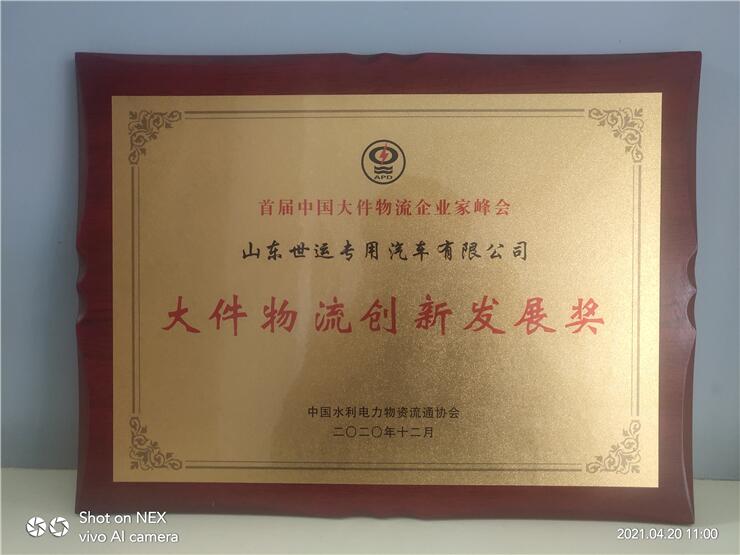 APD
首届中国大件物流企业家峰会
山东世运专用汽车有限公司
大件物流创新发展奖
中国水利电力物资流通协会
二〇二〇年十二月
Shot on NEX
vivo AI camera
2021.04.20 11:00